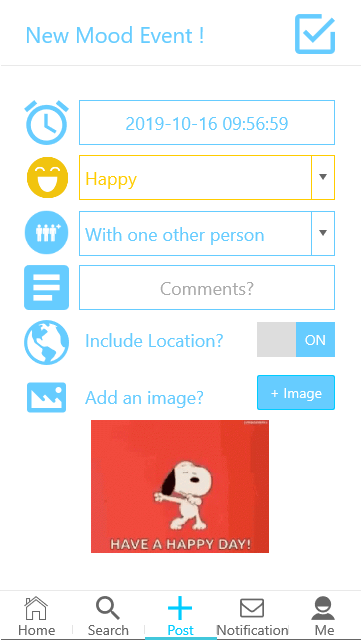 New Mood Event !
2019-10-16 09:56:59
Happy
With one other person
Comments?
Include Location?
ON
Add an image?
+ Image
HAVE A HAPPY DAY!
Home
Search
Post
Notification
Me